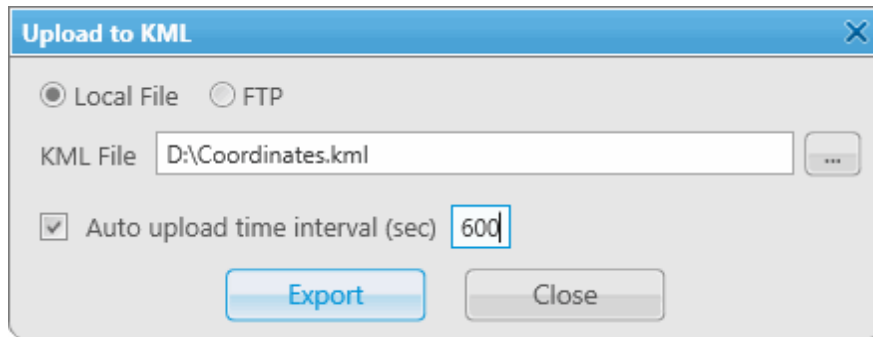 Upload to KML
Local File FTP
KML File D:\Coordinates.kml ...
Auto upload time interval (sec) 600
Export Close